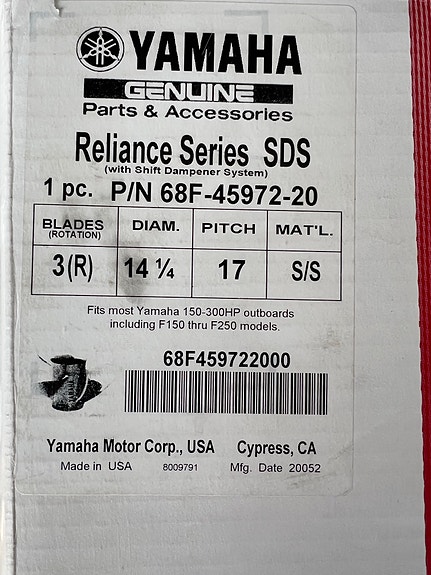 YAMAHA
GENUINE
Parts & Accessories
Reliance Series SDS
(with Shift Dampener System)
1 pc. P/N 68F-45972-20
BLADES (ROTATION) DIAM. PITCH MAT'L.
3(R) 14 ¼ 17 S/S
Fits most Yamaha 150-300HP outboards
including F150 thru F250 models.
68F459722000
Yamaha Motor Corp., USA Cypress, CA
Made in USA 8009791 Mfg. Date 20052